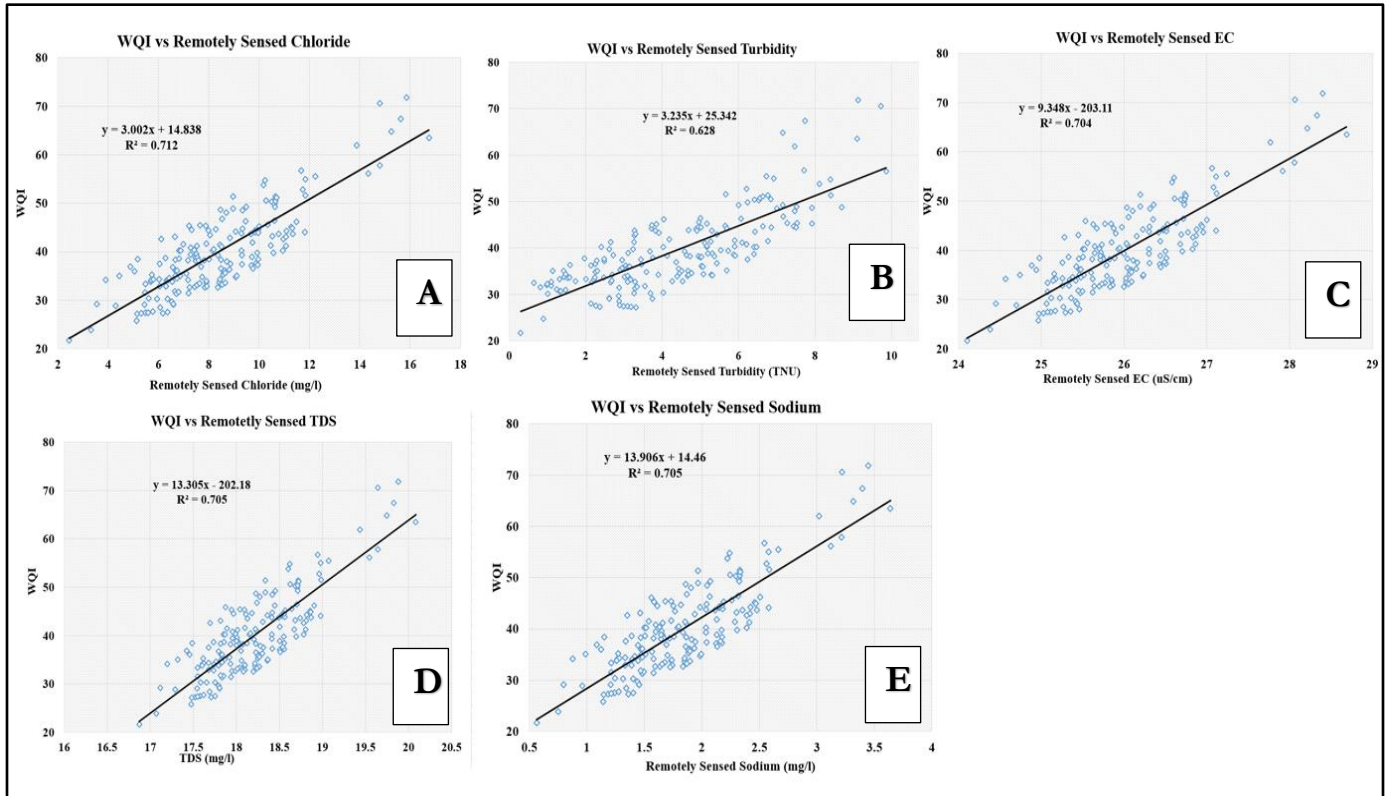 WQI vs Remotely Sensed Chloride
80
70
60
50
40
30
20
WQI
y = 3.002x + 14.838
R² = 0.712
A
2 4 6 8 10 12 14 16 18
Remotely Sensed Chloride (mg/l)
WQI vs Remotely Sensed Turbidity
80
70
60
50
40
30
20
WQI
y = 3.235x + 25.342
R² = 0.628
B
0 2 4 6 8 10
Remotely Sensed Turbidity (TNU)
WQI vs Remotely Sensed EC
80
70
60
50
40
30
20
WQI
y = 9.348x - 203.11
R² = 0.704
C
24 25 26 27 28 29
Remotely Sensed EC (uS/cm)
WQI vs Remotetly Sensed TDS
80
70
60
50
40
30
20
WQI
y = 13.305x - 202.18
R² = 0.705
D
16 16.5 17 17.5 18 18.5 19 19.5 20 20.5
TDS (mg/l)
WQI vs Remotely Sensed Sodium
80
70
60
50
40
30
20
WQI
y = 13.906x + 14.46
R² = 0.705
E
0.5 1 1.5 2 2.5 3 3.5 4
Remotely Sensed Sodium (mg/l)